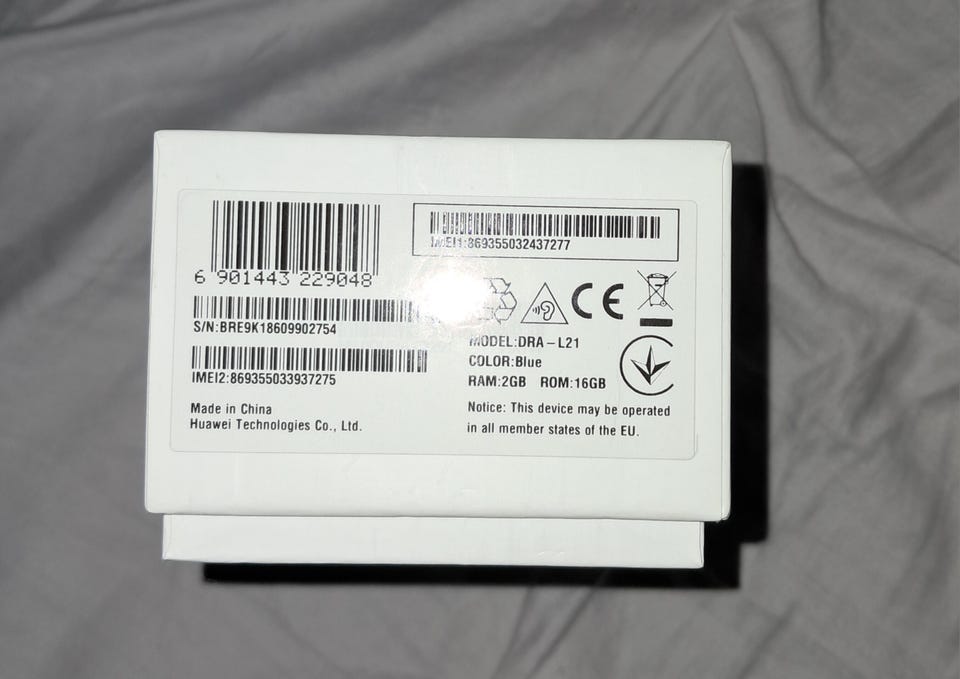 6 901443 229048
IMEI1:869355032437277
S/N:BRE9K18609902754
IMEI2:869355033937275
Made in China
Huawei Technologies Co., Ltd.
CE
MODEL:DRA-L21
COLOR:Blue
RAM:2GB ROM:16GB
Notice: This device may be operated
in all member states of the EU.